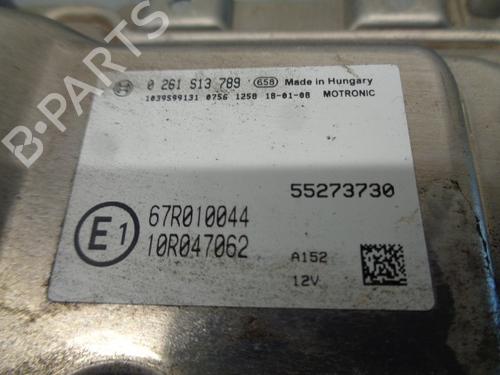 0 261 S13 789 658 Made in Hungary
1039S99131 0756 1258 18-01-08 MOTRONIC
55273730
67R010044
E1 10R047062
A152
12V
B-PARTS